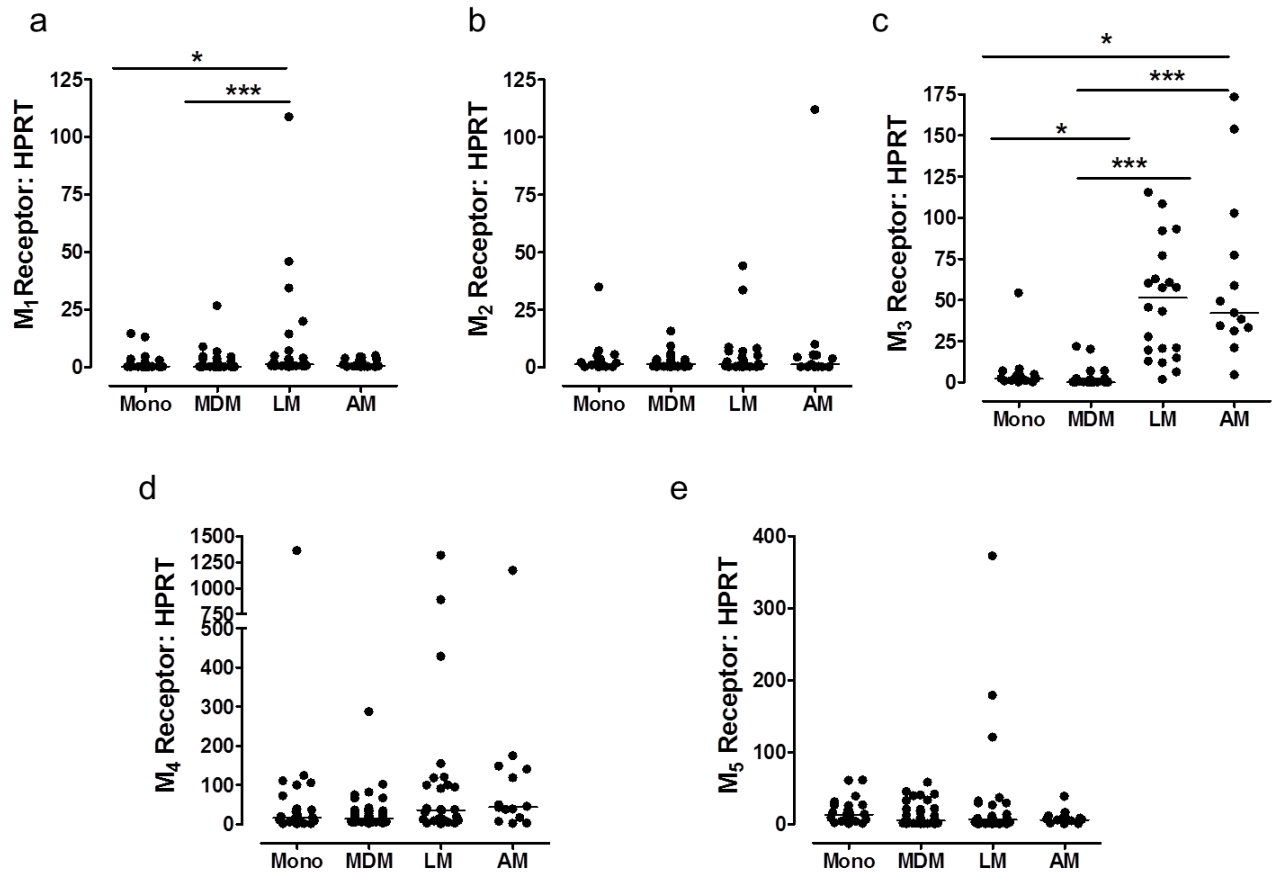 a
*
***
M1 Receptor: HPRT
125
100
75
50
25
0
Mono MDM LM AM
b
M2 Receptor: HPRT
125
100
75
50
25
0
Mono MDM LM AM
c
*
***
*
***
M3 Receptor: HPRT
175
150
125
100
75
50
25
0
Mono MDM LM AM
d
M4 Receptor: HPRT
1500
1250
1000
750
500
400
300
200
100
0
Mono MDM LM AM
e
M5 Receptor: HPRT
400
300
200
100
0
Mono MDM LM AM